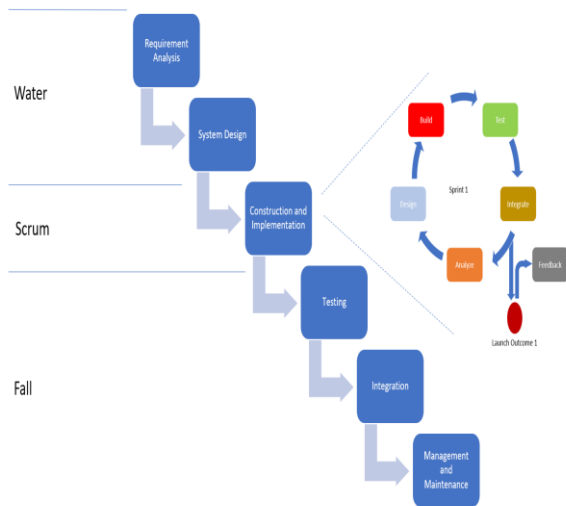 Requirement
Analysis
Water
System Design
Construction and
Implementation
Scrum
Testing
Fall
Integration
Management
and
Maintenance
Build
Test
Sprint 1
Design
Integrate
Analyze
Feedback
Launch Outcome 1